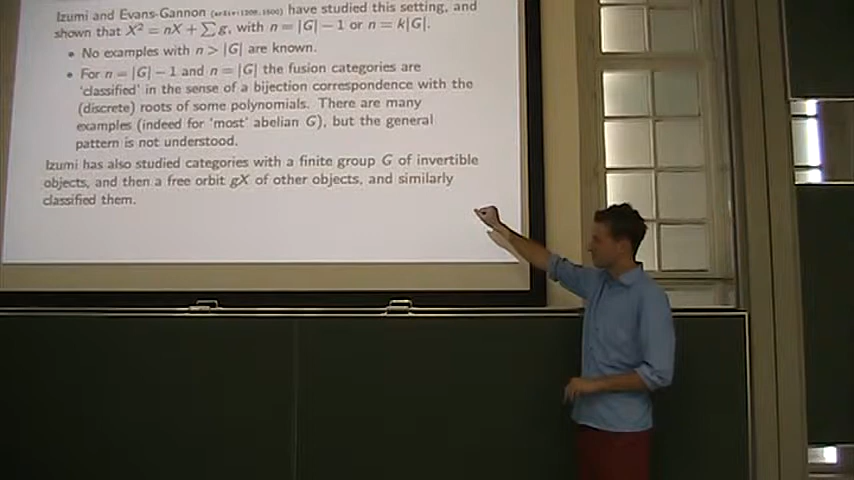 Izumi and Evans-Gannon (arXiv:1208.1500) have studied this setting, and
shown that X² = nX + ∑ g, with n = |G| − 1 or n = k|G|.
• No examples with n > |G| are known.
• For n = |G| − 1 and n = |G| the fusion categories are
'classified' in the sense of a bijection correspondence with the
(discrete) roots of some polynomials. There are many
examples (indeed for 'most' abelian G), but the general
pattern is not understood.
Izumi has also studied categories with a finite group G of invertible
objects, and then a free orbit gX of other objects, and similarly
classified them.